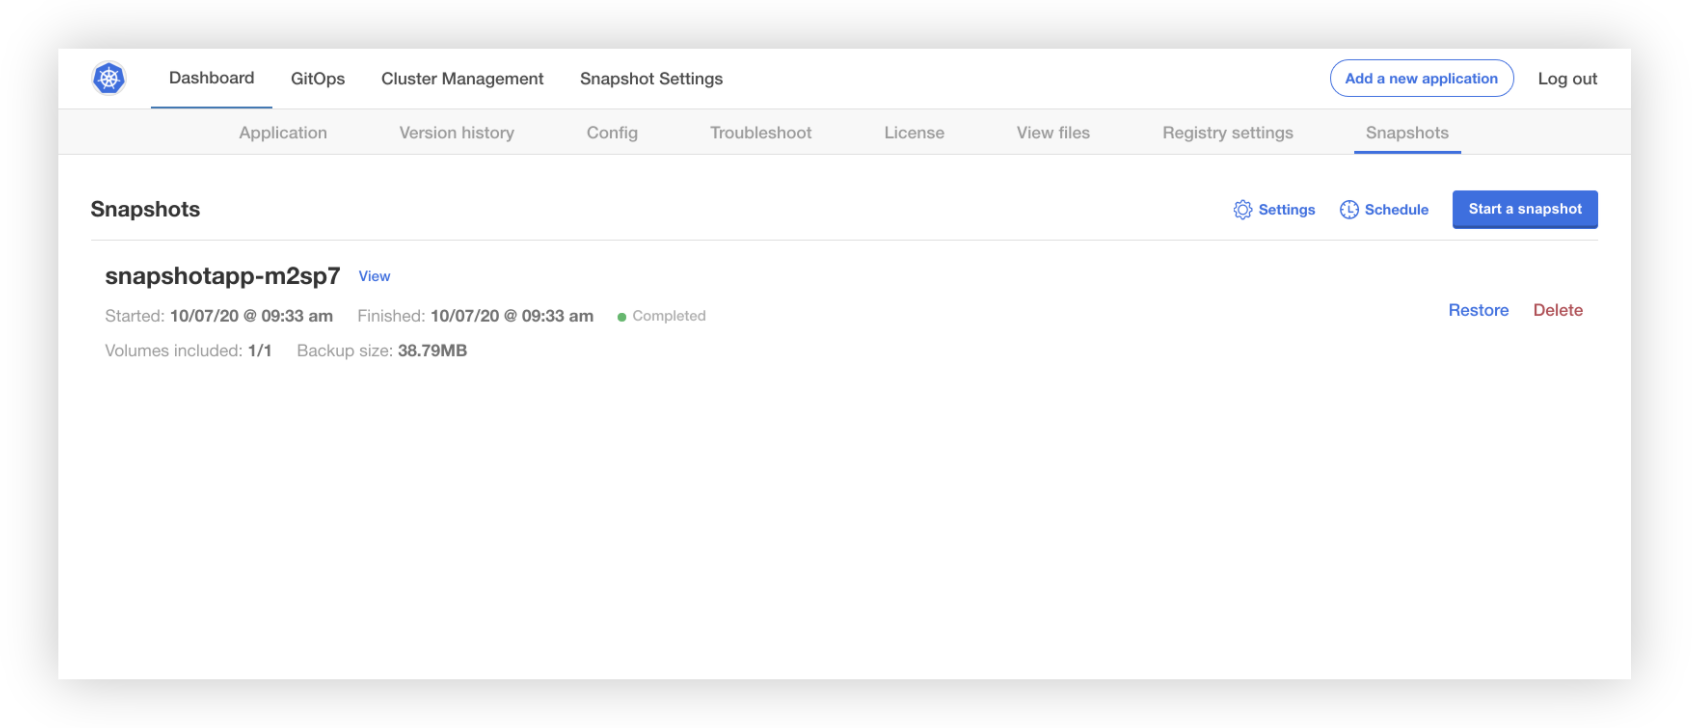 Dashboard GitOps Cluster Management Snapshot Settings Add a new application Log out
Application Version history Config Troubleshoot License View files Registry settings Snapshots
Snapshots Settings Schedule Start a snapshot
snapshotapp-m2sp7 View
Started: 10/07/20 @ 09:33 am Finished: 10/07/20 @ 09:33 am Completed
Restore Delete
Volumes included: 1/1 Backup size: 38.79MB